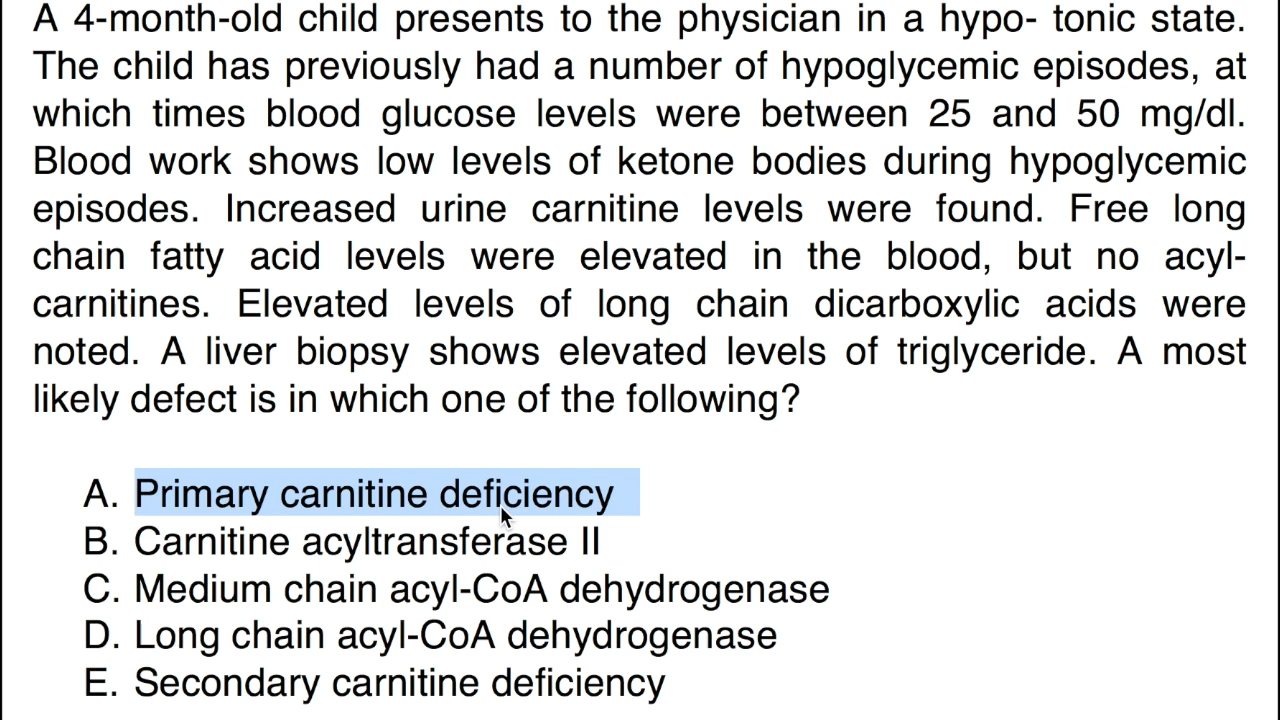 A 4-month-old child presents to the physician in a hypo- tonic state.
The child has previously had a number of hypoglycemic episodes, at
which times blood glucose levels were between 25 and 50 mg/dl.
Blood work shows low levels of ketone bodies during hypoglycemic
episodes. Increased urine carnitine levels were found. Free long
chain fatty acid levels were elevated in the blood, but no acyl-
carnitines. Elevated levels of long chain dicarboxylic acids were
noted. A liver biopsy shows elevated levels of triglyceride. A most
likely defect is in which one of the following?
A. Primary carnitine deficiency
B. Carnitine acyltransferase II
C. Medium chain acyl-CoA dehydrogenase
D. Long chain acyl-CoA dehydrogenase
E. Secondary carnitine deficiency